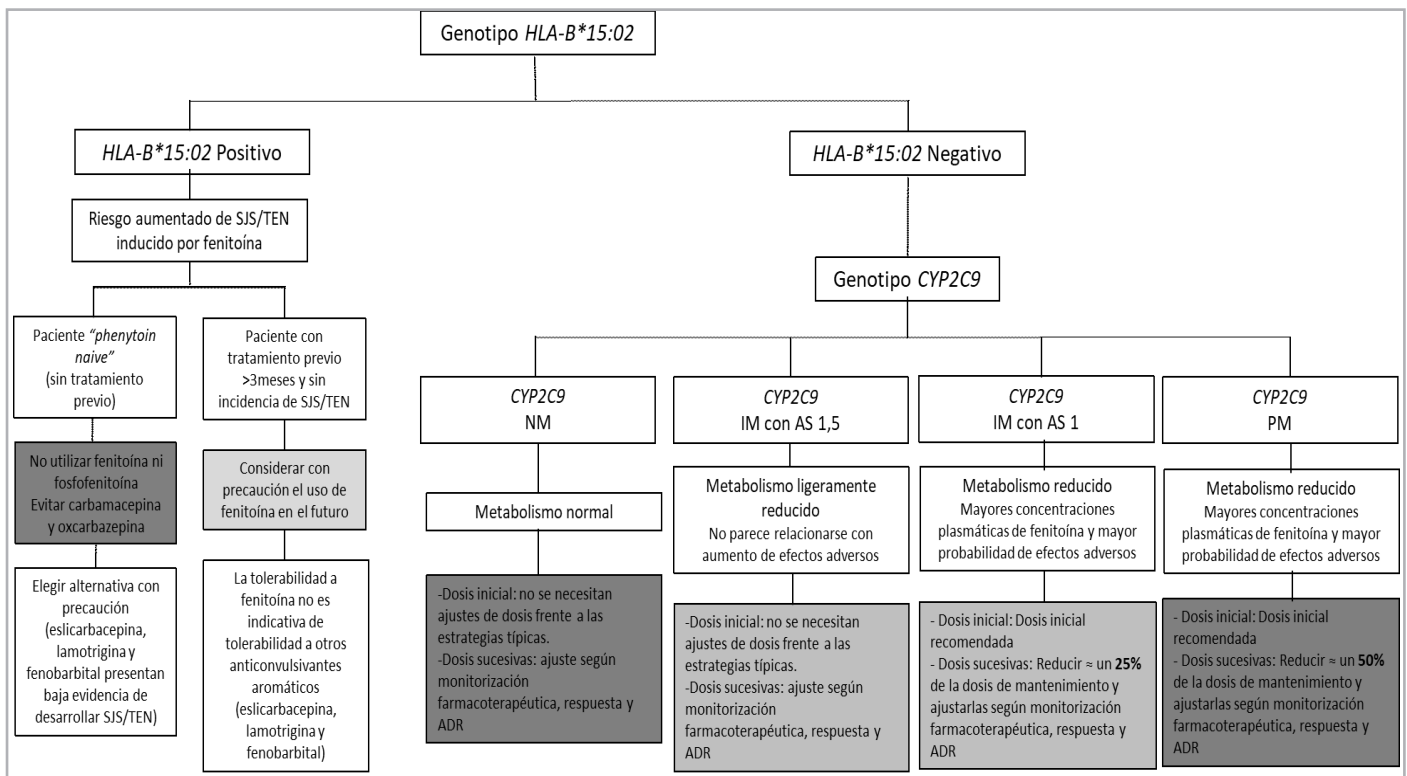 Genotipo HLA-B*15:02
HLA-B*15:02 Positivo
HLA-B*15:02 Negativo
Riesgo aumentado de SJS/TEN
inducido por fenitoína
Genotipo CYP2C9
Paciente “phenytoin
naive”
(sin tratamiento
previo)
Paciente con
tratamiento previo
>3meses y sin
incidencia de SJS/TEN
CYP2C9
NM
CYP2C9
IM con AS 1,5
CYP2C9
IM con AS 1
CYP2C9
PM
No utilizar fenitoína ni
fosfofenitoína
Evitar carbamacepina
y oxcarbazepina
Considerar con
precaución el uso de
fenitoína en el futuro
Metabolismo normal
Metabolismo ligeramente
reducido
No parece relacionarse con
aumento de efectos adversos
Metabolismo reducido
Mayores concentraciones
plasmáticas de fenitoína y mayor
probabilidad de efectos adversos
Metabolismo reducido
Mayores concentraciones
plasmáticas de fenitoína y mayor
probabilidad de efectos adversos
Elegir alternativa con
precaución
(eslicarbacepina,
lamotrigina y
fenobarbital presentan
baja evidencia de
desarrollar SJS/TEN)
La tolerabilidad a
fenitoína no es
indicativa de
tolerabilidad a otros
anticonvulsivantes
aromáticos
(eslicarbacepina,
lamotrigina y
fenobarbital)
-Dosis inicial: no se necesitan
ajustes de dosis frente a las
estrategias típicas.
-Dosis sucesivas: ajuste según
monitorización
farmacoterapéutica, respuesta y
ADR
-Dosis inicial: no se necesitan
ajustes de dosis frente a las
estrategias típicas.
-Dosis sucesivas: ajuste según
monitorización
farmacoterapéutica, respuesta y
ADR
- Dosis inicial: Dosis inicial
recomendada
- Dosis sucesivas: Reducir ≈ un 25%
de la dosis de mantenimiento y
ajustarlas según monitorización
farmacoterapéutica, respuesta y
ADR
- Dosis inicial: Dosis inicial
recomendada
- Dosis sucesivas: Reducir ≈ un 50%
de la dosis de mantenimiento y
ajustarlas según monitorización
farmacoterapéutica, respuesta y
ADR